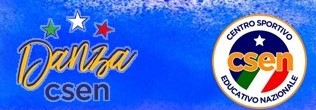 Danza
csen
CENTRO SPORTIVO
csen
EDUCATIVO NAZIONALE